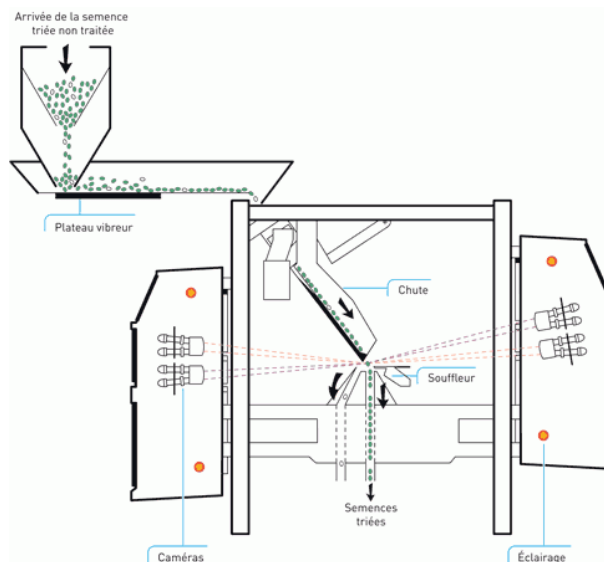 Arrivée de la semence
triée non traitée
Plateau vibreur
Chute
Souffleur
Semences
triées
Caméras
Éclairage